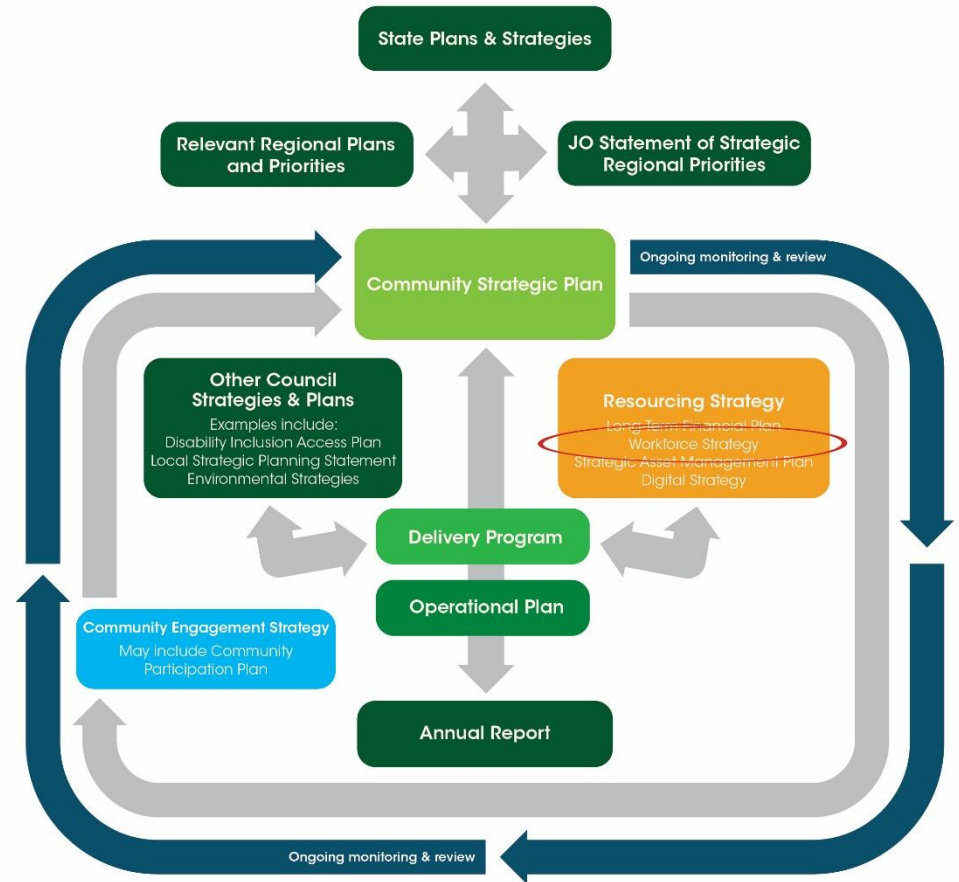 State Plans & Strategies
Relevant Regional Plans
and Priorities
JO Statement of Strategic
Regional Priorities
Community Strategic Plan
Ongoing monitoring & review
Other Council
Strategies & Plans
Examples include:
Disability Inclusion Access Plan
Local Strategic Planning Statement
Environmental Strategies
Resourcing Strategy
Long Term Financial Plan
Workforce Strategy
Strategic Asset Management Plan
Digital Strategy
Delivery Program
Operational Plan
Community Engagement Strategy
May include Community
Participation Plan
Annual Report
Ongoing monitoring & review